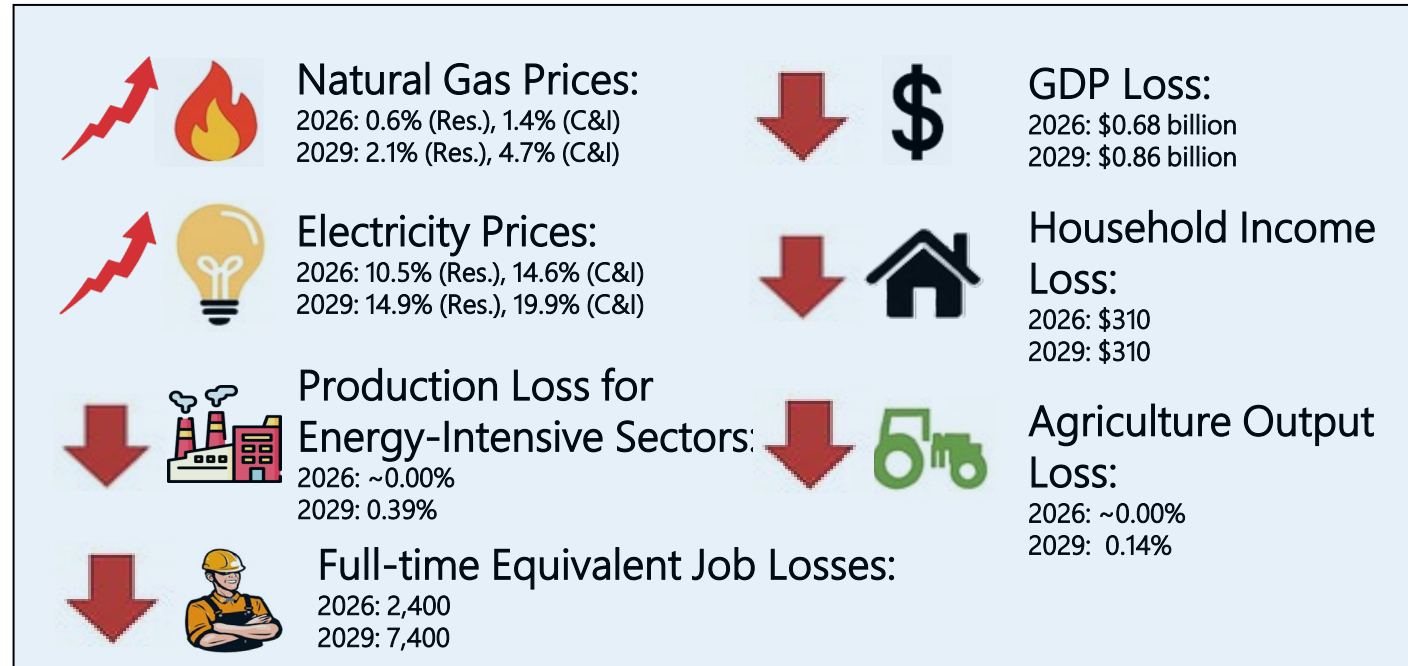 Natural Gas Prices:
2026: 0.6% (Res.), 1.4% (C&I)
2029: 2.1% (Res.), 4.7% (C&I)
Electricity Prices:
2026: 10.5% (Res.), 14.6% (C&I)
2029: 14.9% (Res.), 19.9% (C&I)
Production Loss for
Energy-Intensive Sectors:
2026: ~0.00%
2029: 0.39%
Full-time Equivalent Job Losses:
2026: 2,400
2029: 7,400
$
GDP Loss:
2026: $0.68 billion
2029: $0.86 billion
Household Income
Loss:
2026: $310
2029: $310
Agriculture Output
Loss:
2026: ~0.00%
2029:  0.14%